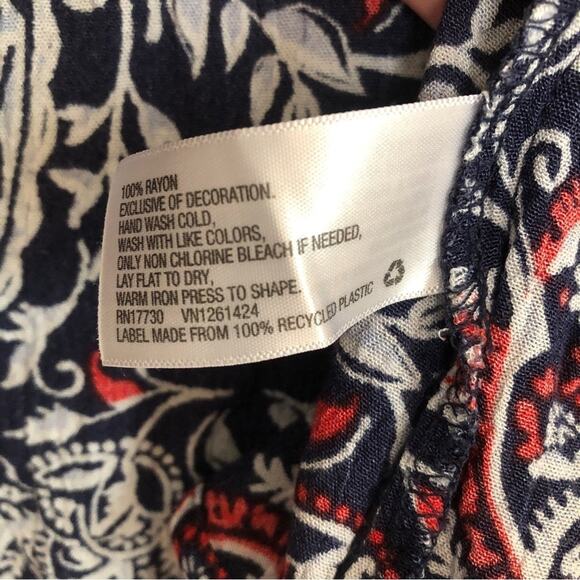 100% RAYON
EXCLUSIVE OF DECORATION.
HAND WASH COLD,
WASH WITH LIKE COLORS,
ONLY NON CHLORINE BLEACH IF NEEDED,
LAY FLAT TO DRY,
WARM IRON PRESS TO SHAPE.
RN17730 VN1261424
LABEL MADE FROM 100% RECYCLED PLASTIC